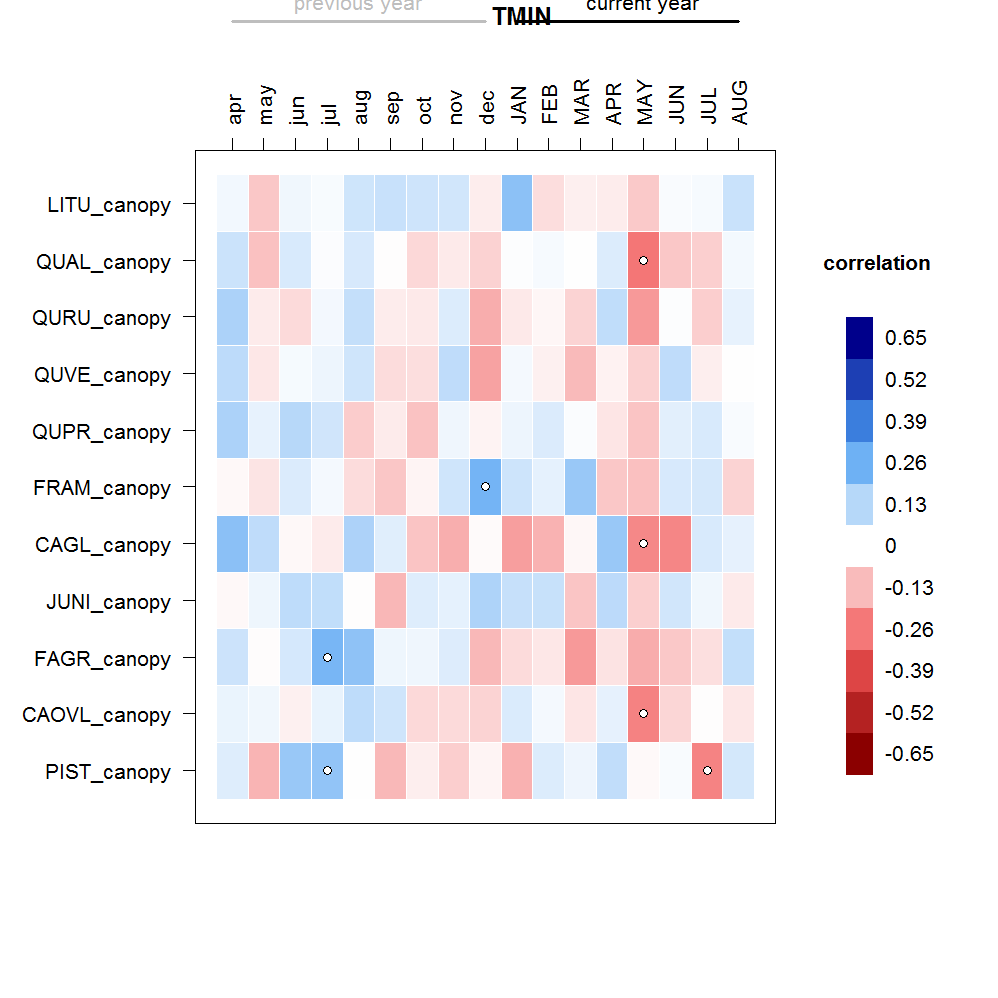 previous year
current year
TMIN
apr may jun jul aug sep oct nov dec JAN FEB MAR APR MAY JUN JUL AUG
LITU_canopy
QUAL_canopy
QURU_canopy
QUVE_canopy
QUPR_canopy
FRAM_canopy
CAGL_canopy
JUNI_canopy
FAGR_canopy
CAOVL_canopy
PIST_canopy
correlation
0.65
0.52
0.39
0.26
0.13
0
-0.13
-0.26
-0.39
-0.52
-0.65